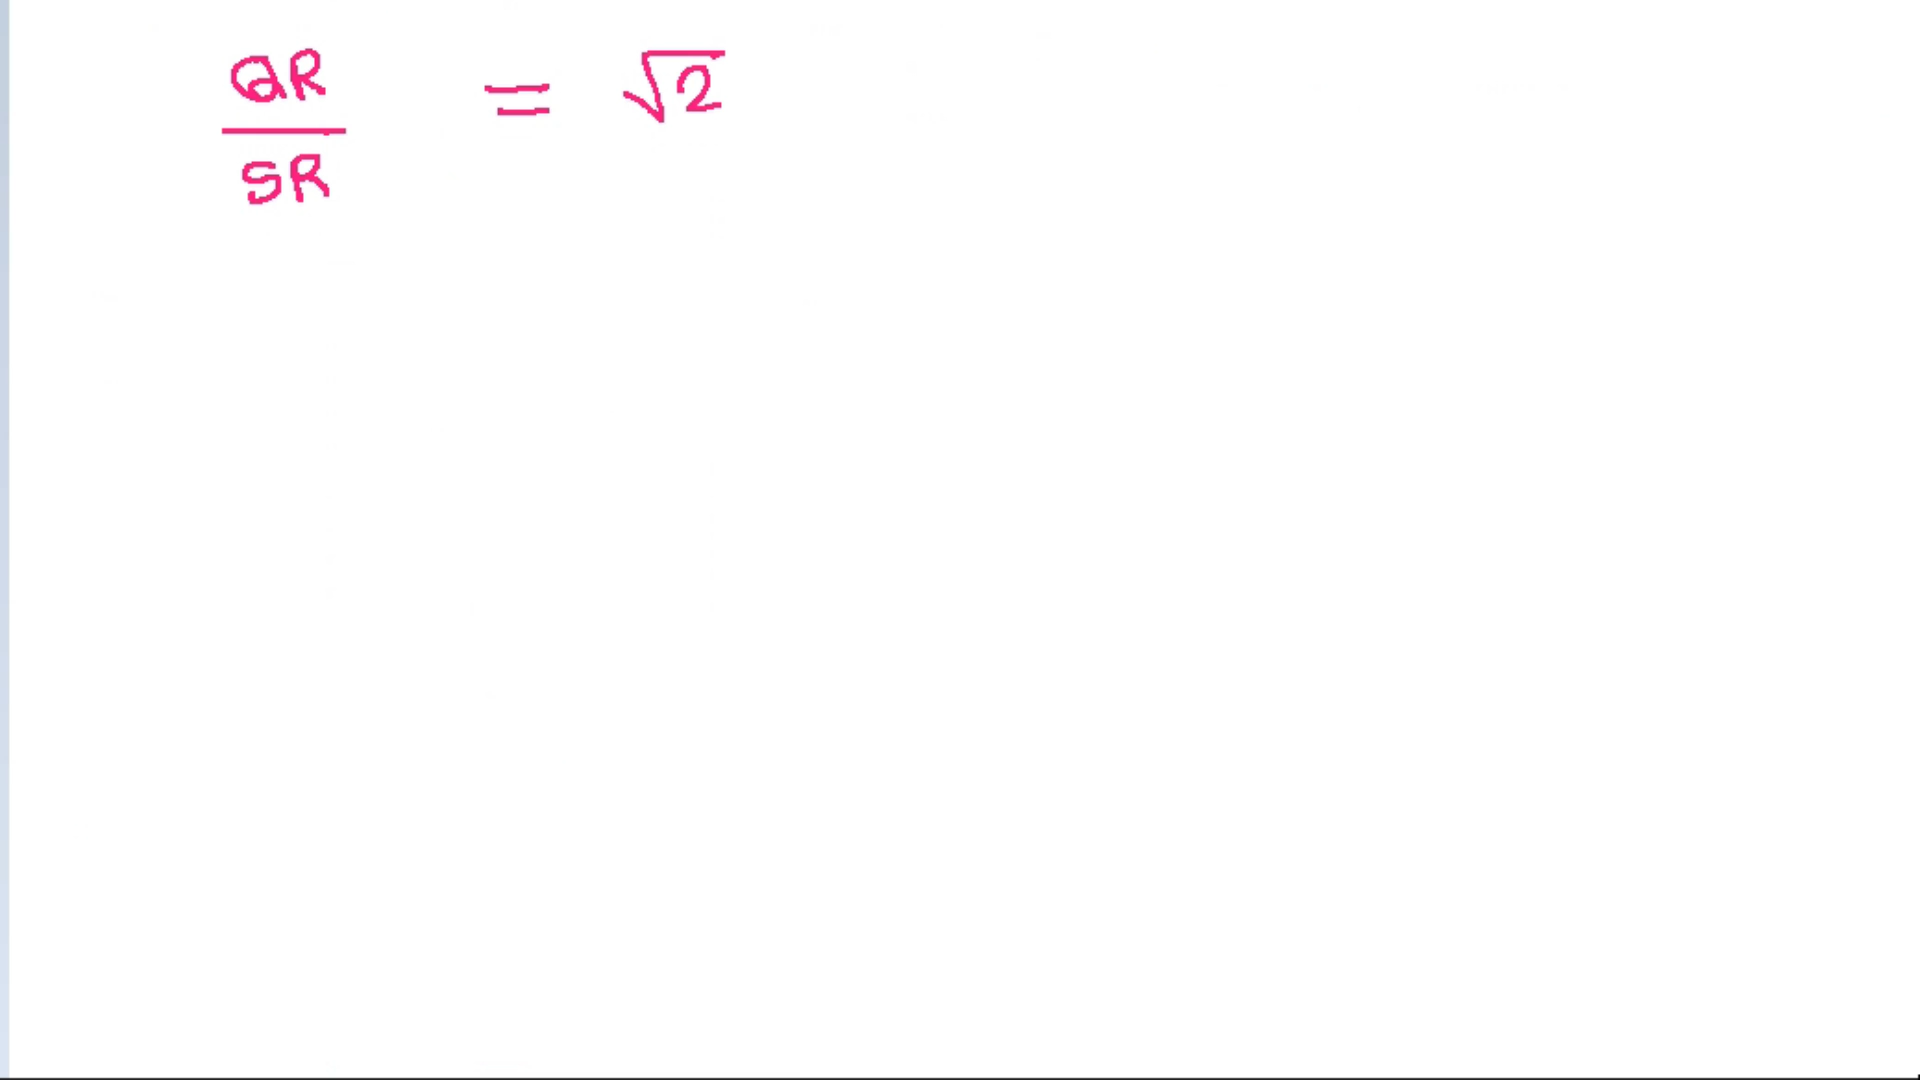 QR
—— = √2
SR